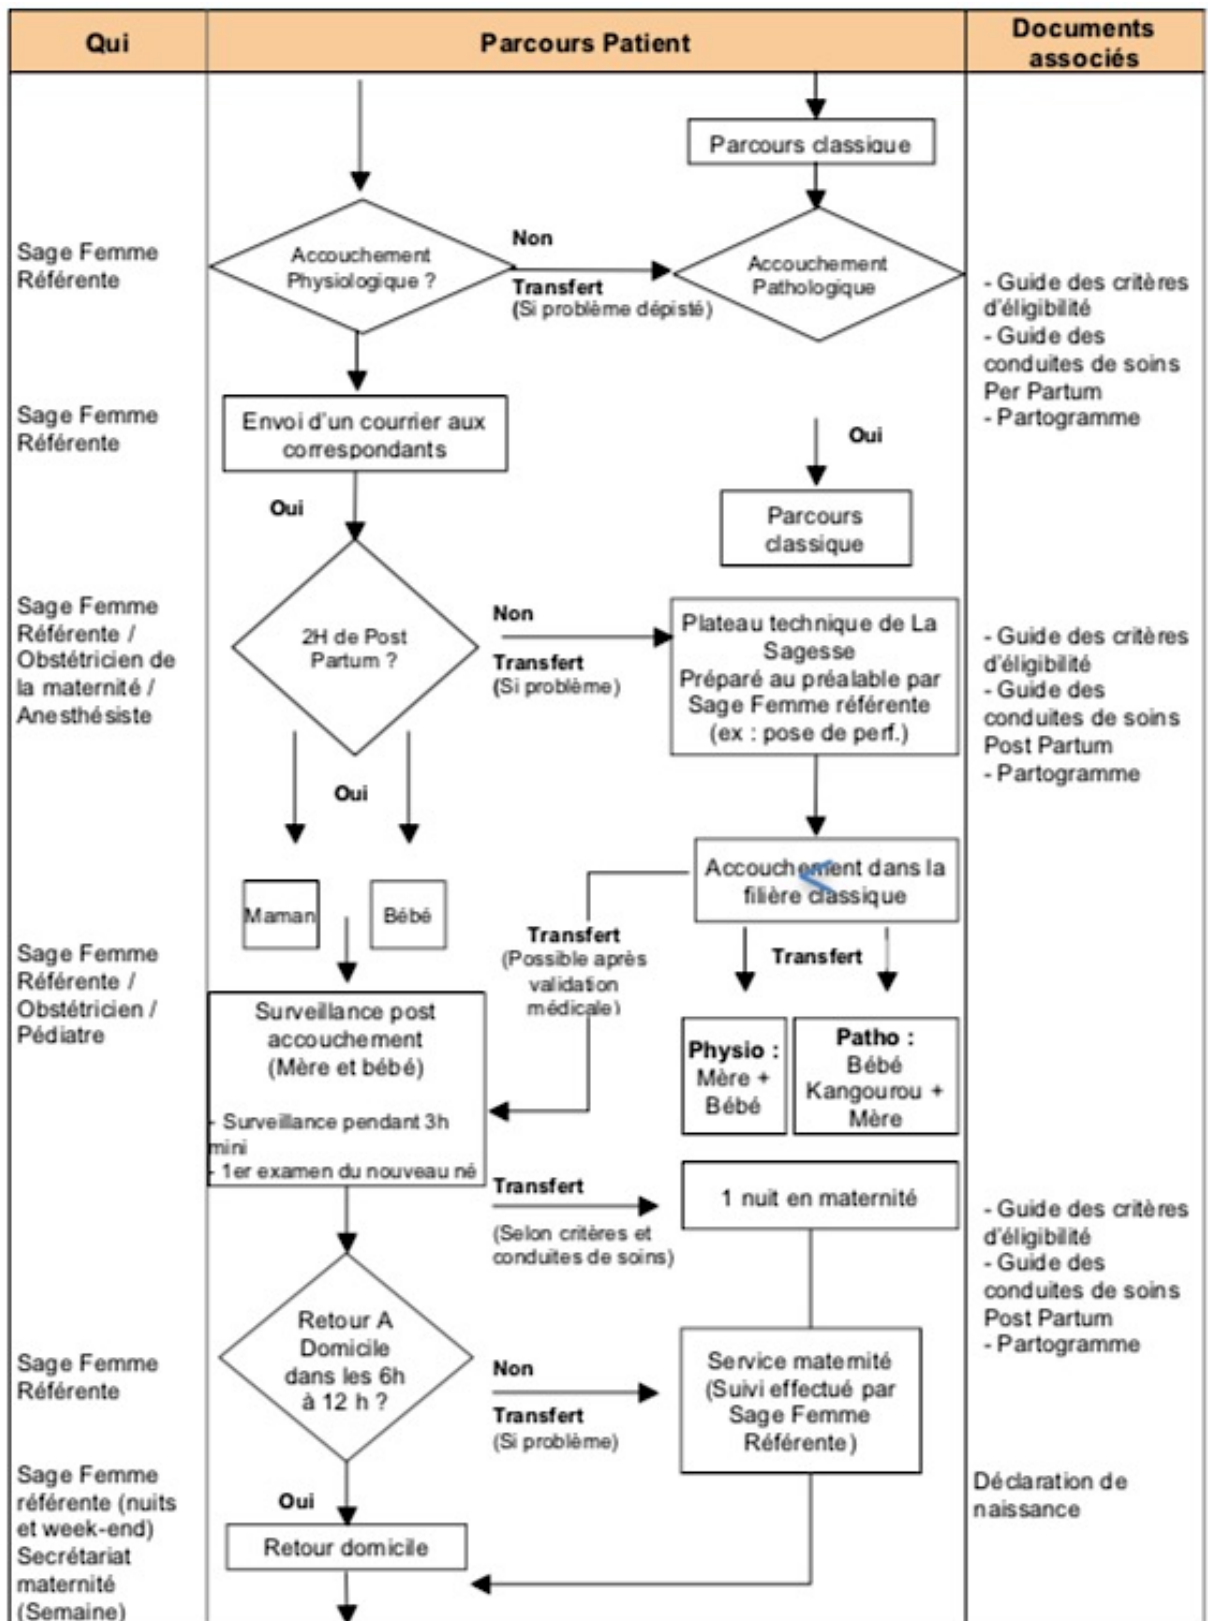 Qui
Parcours Patient
Documents
associés
Parcours classique
Sage Femme
Référente
Accouchement
Physiologique ?
Non
Transfert
(Si problème dépisté)
Accouchement
Pathologique
- Guide des critères
d'éligibilité
- Guide des
conduites de soins
Per Partum
- Partogramme
Sage Femme
Référente
Envoi d'un courrier aux
correspondants
Oui
Oui
Parcours
classique
Sage Femme
Référente /
Obstétricien de
la maternité /
Anesthésiste
2H de Post
Partum ?
Non
Transfert
(Si problème)
Plateau technique de La
Sagesse
Préparé au préalable par
Sage Femme référente
(ex : pose de perf.)
- Guide des critères
d'éligibilité
- Guide des
conduites de soins
Post Partum
- Partogramme
Oui
Maman
Bébé
Accouchement dans la
filière classique
Transfert
(Possible après
validation
médicale)
Transfert
Sage Femme
Référente /
Obstétricien /
Pédiatre
Surveillance post
accouchement
(Mère et bébé)
- Surveillance pendant 3h
mini
- 1er examen du nouveau né
Physio :
Mère +
Bébé
Patho :
Bébé
Kangourou +
Mère
Transfert
(Selon critères et
conduites de soins)
1 nuit en maternité
- Guide des critères
d'éligibilité
- Guide des
conduites de soins
Post Partum
- Partogramme
Sage Femme
Référente
Retour A
Domicile
dans les 6h
à 12 h ?
Non
Transfert
(Si problème)
Service maternité
(Suivi effectué par
Sage Femme
Référente)
Sage Femme
référente (nuits
et week-end)
Secrétariat
maternité
(Semaine)
Oui
Retour domicile
Déclaration de
naissance